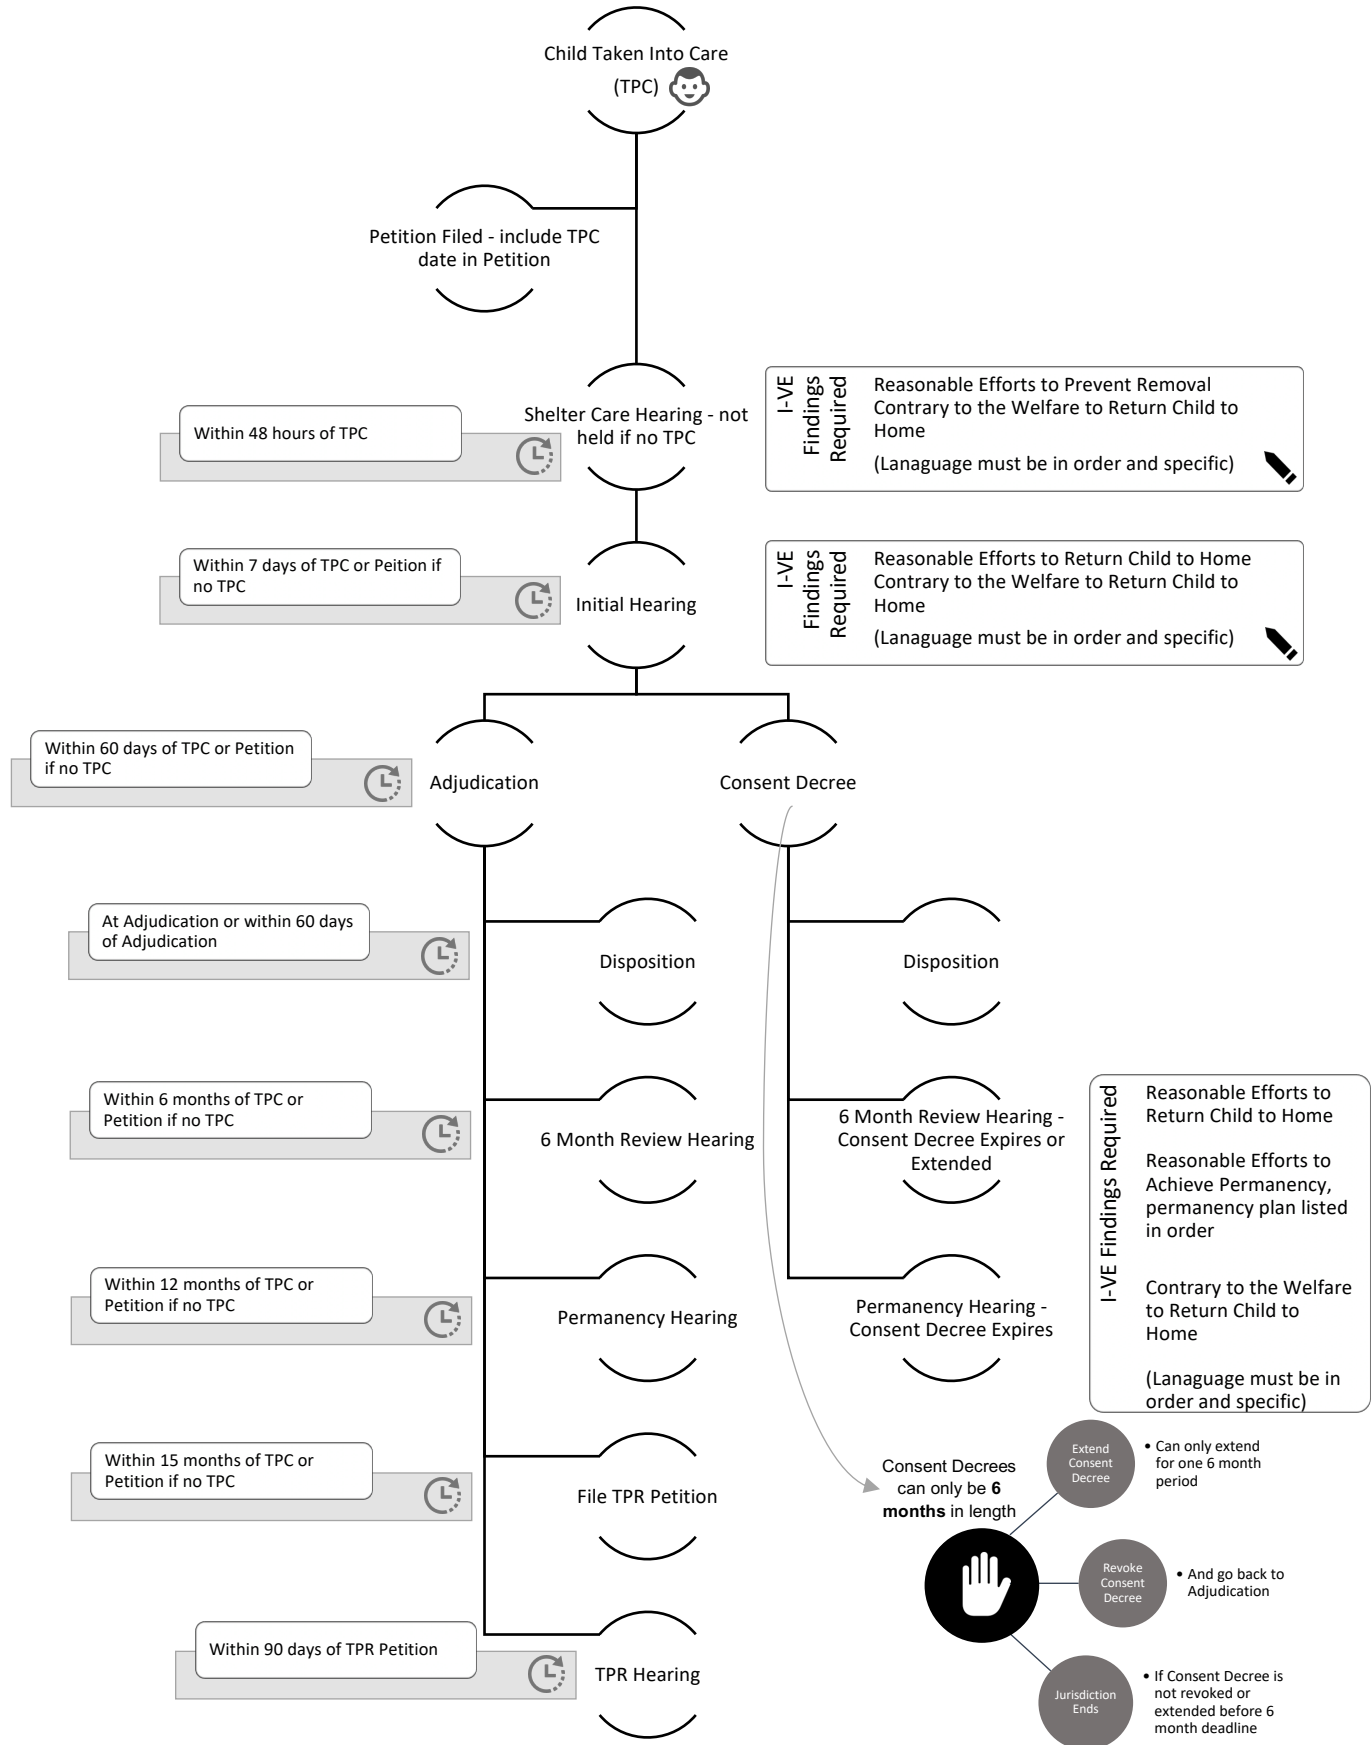 Child Taken Into Care
(TPC)
Petition Filed - include TPC
date in Petition
Shelter Care Hearing - not
held if no TPC
Within 48 hours of TPC
I-VE
Findings
Required
Reasonable Efforts to Prevent Removal
Contrary to the Welfare to Return Child to
Home
(Lanaguage must be in order and specific)
Within 7 days of TPC or Peition if
no TPC
Initial Hearing
I-VE
Findings
Required
Reasonable Efforts to Return Child to Home
Contrary to the Welfare to Return Child to
Home
(Lanaguage must be in order and specific)
Within 60 days of TPC or Petition
if no TPC
Adjudication
Consent Decree
At Adjudication or within 60 days
of Adjudication
Disposition
Disposition
Within 6 months of TPC or
Petition if no TPC
6 Month Review Hearing
6 Month Review Hearing -
Consent Decree Expires or
Extended
I-VE Findings Required
Reasonable Efforts to
Return Child to Home
Reasonable Efforts to
Achieve Permanency,
permanency plan listed
in order
Contrary to the Welfare
to Return Child to
Home
(Lanaguage must be in
order and specific)
Within 12 months of TPC or
Petition if no TPC
Permanency Hearing
Permanency Hearing -
Consent Decree Expires
Within 15 months of TPC or
Petition if no TPC
File TPR Petition
Consent Decrees
can only be 6
months in length
Extend
Consent
Decree
• Can only extend
for one 6 month
period
Revoke
Consent
Decree
• And go back to
Adjudication
Within 90 days of TPR Petition
TPR Hearing
Jurisdiction
Ends
• If Consent Decree is
not revoked or
extended before 6
month deadline